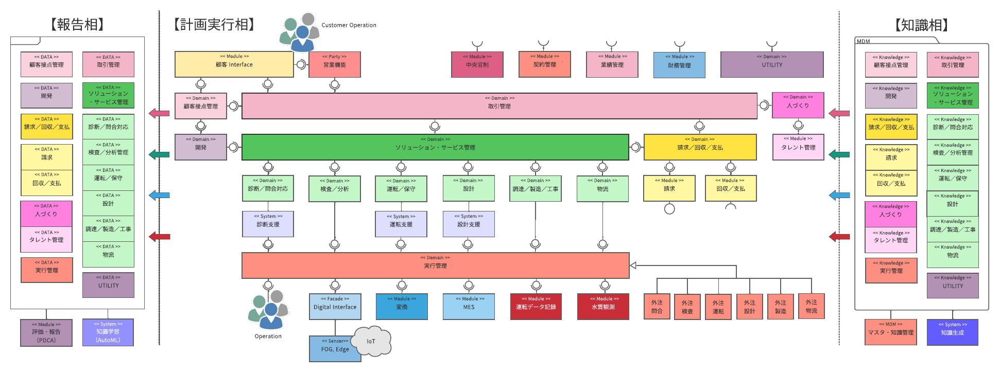 【報告相】
<< DATA >>
顧客接点管理
<< DATA >>
取引管理
<< DATA >>
開発
<< DATA >>
ソリューション
・サービス管理
<< DATA >>
請求／回収／支払
<< DATA >>
診断／問合対応
<< DATA >>
請求
<< DATA >>
検査／分析管理
<< DATA >>
回収／支払
<< DATA >>
運転／保守
<< DATA >>
人づくり
<< DATA >>
設計
<< DATA >>
タレント管理
<< DATA >>
調達／製造／工事
<< DATA >>
実行管理
<< DATA >>
物流
<< DATA >>
UTILITY
<< Module >>
評価・報告
（PDCA）
<< System >>
知識学習
（AutoML）
【計画実行相】
Customer Operation
<< Module >>
顧客 Interface
<< Party >>
営業機能
<< Module >>
中央官制
<< Module >>
契約管理
<< Module >>
業績管理
<< Module >>
財務管理
<< Domain >>
UTILITY
<< Domain >>
顧客接点管理
<< Domain >>
取引管理
<< Domain >>
人づくり
<< Domain >>
開発
<< Domain >>
ソリューション・サービス管理
<< Domain >>
請求／回収／支払
<< Module >>
タレント管理
<< Domain >>
診断／問合対応
<< Domain >>
検査／分析
<< Domain >>
運転／保守
<< Domain >>
設計
<< Domain >>
調達／製造／工事
<< Domain >>
物流
<< Module >>
請求
<< Module >>
回収／支払
<< System >>
診断支援
<< System >>
運転支援
<< System >>
設計支援
<< Domain >>
実行管理
Operation
<< Facade >>
Digital Interface
<< Module >>
変換
<< Module >>
MES
<< Module >>
運転データ記録
<< Module >>
水質観測
外注
問合
外注
検査
外注
運転
外注
設計
外注
製造
外注
物流
<< Sensor>>
FOG, Edge
IoT
【知識相】
MDM
<< Knowledge >>
顧客接点管理
<< Knowledge >>
取引管理
<< Knowledge >>
開発
<< Knowledge >>
ソリューション
・サービス管理
<< Knowledge >>
請求／回収／支払
<< Knowledge >>
診断／問合対応
<< Knowledge >>
請求
<< Knowledge >>
検査／分析管理
<< Knowledge >>
回収／支払
<< Knowledge >>
運転／保守
<< Knowledge >>
人づくり
<< Knowledge >>
設計
<< Knowledge >>
タレント管理
<< Knowledge >>
調達／製造／工事
<< Knowledge >>
実行管理
<< Knowledge >>
物流
<< Knowledge >>
UTILITY
<< MDM >>
マスタ・知識管理
<< System >>
知識生成